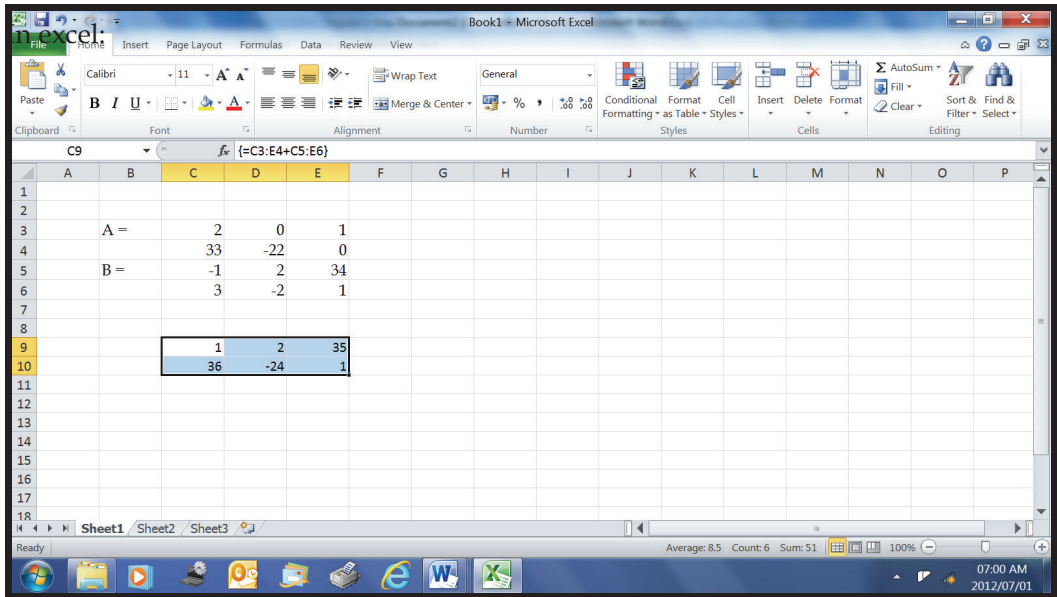 Book1 - Microsoft Excel
n excel:
File Home Insert Page Layout Formulas Data Review View
Calibri 11 A A Wrap Text General Σ AutoSum
Fill
Paste B I U A Merge & Center % , .0 .00 .00 .0 Conditional Format Cell Insert Delete Format Clear Sort & Find &
Formatting as Table Styles Filter Select
Clipboard Font Alignment Number Styles Cells Editing
C9 fx {=C3:E4+C5:E6}
A B C D E F G H I J K L M N O P
1
2
3 A = 2 0 1
4 33 -22 0
5 B = -1 2 34
6 3 -2 1
7
8
9 1 2 35
10 36 -24 1
11
12
13
14
15
16
17
18
Sheet1 Sheet2 Sheet3
Ready Average: 8.5 Count: 6 Sum: 51 100%
07:00 AM
2012/07/01